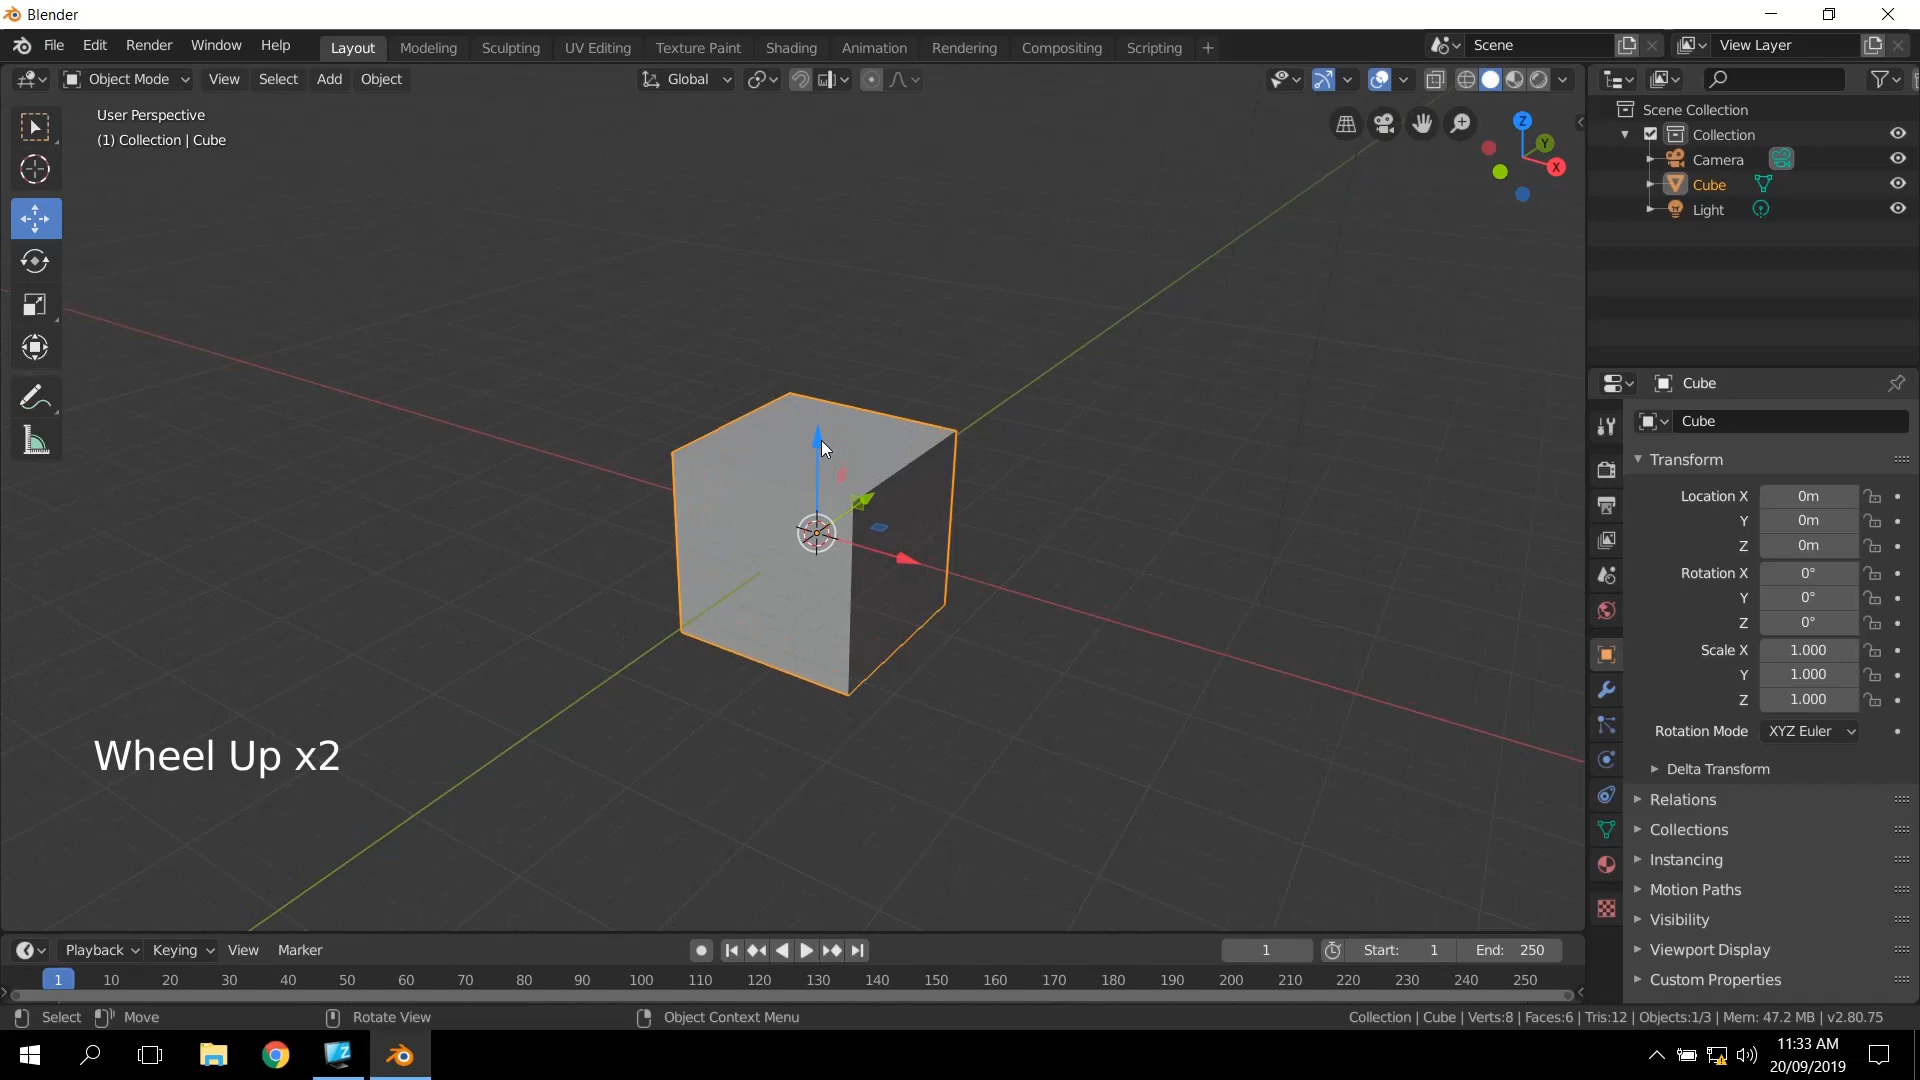 Blender
File Edit Render Window Help Layout Modeling Sculpting UV Editing Texture Paint Shading Animation Rendering Compositing Scripting + Scene View Layer
Object Mode View Select Add Object Global
User Perspective
(1) Collection | Cube
Z
Y
X
Scene Collection
Collection
Camera
Cube
Light
Cube
Cube
Transform
Location X 0m
Y 0m
Z 0m
Rotation X 0°
Y 0°
Z 0°
Scale X 1.000
Y 1.000
Z 1.000
Rotation Mode XYZ Euler
Delta Transform
Relations
Collections
Instancing
Motion Paths
Visibility
Viewport Display
Custom Properties
Wheel Up x2
Playback Keying View Marker 1 Start: 1 End: 250
1 10 20 30 40 50 60 70 80 90 100 110 120 130 140 150 160 170 180 190 200 210 220 230 240 250
Select Move Rotate View Object Context Menu Collection | Cube | Verts:8 | Faces:6 | Tris:12 | Objects:1/3 | Mem: 47.2 MB | v2.80.75
11:33 AM
20/09/2019